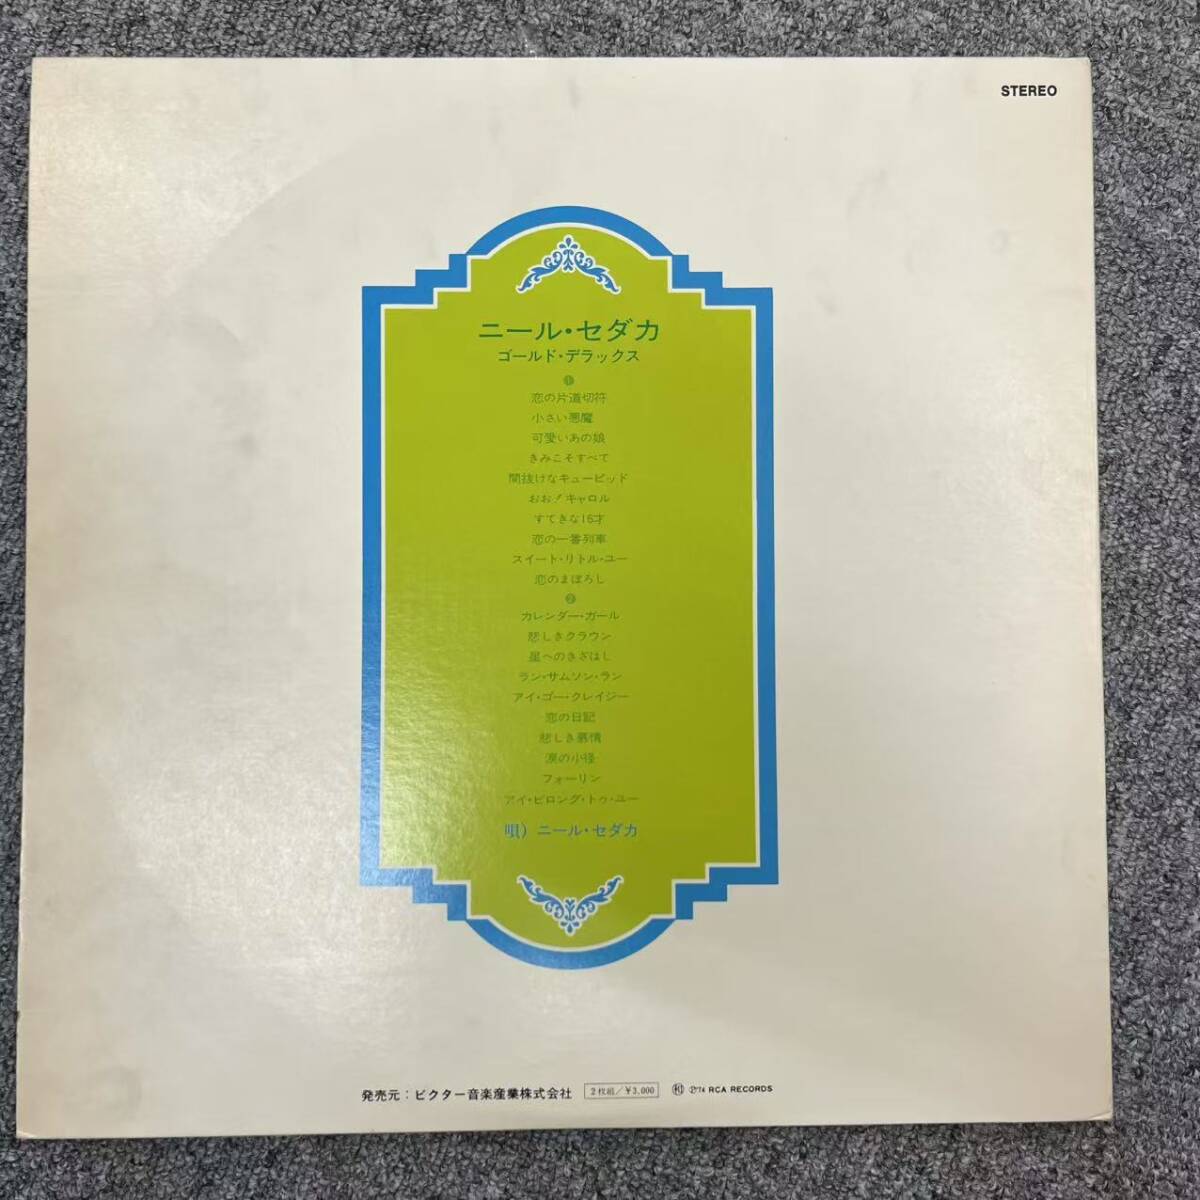 STEREO
ニール・セダカ
ゴールド・デラックス
❶
恋の片道切符
小さい悪魔
可愛いあの娘
きみこそすべて
間抜けなキューピッド
おお！キャロル
すてきな16才
恋の一番列車
スイート・リトル・ユー
恋のまぼろし
❷
カレンダー・ガール
悲しきクラウン
星へのきざはし
ラン・サムソン・ラン
アイ・ゴー・クレイジー
恋の日記
悲しき慕情
涙の小径
フォーリン
アイ・ビロング・トゥ・ユー
唄）ニール・セダカ
発売元：ビクター音楽産業株式会社 2枚組/￥3,000 ℗'74 RCA RECORDS